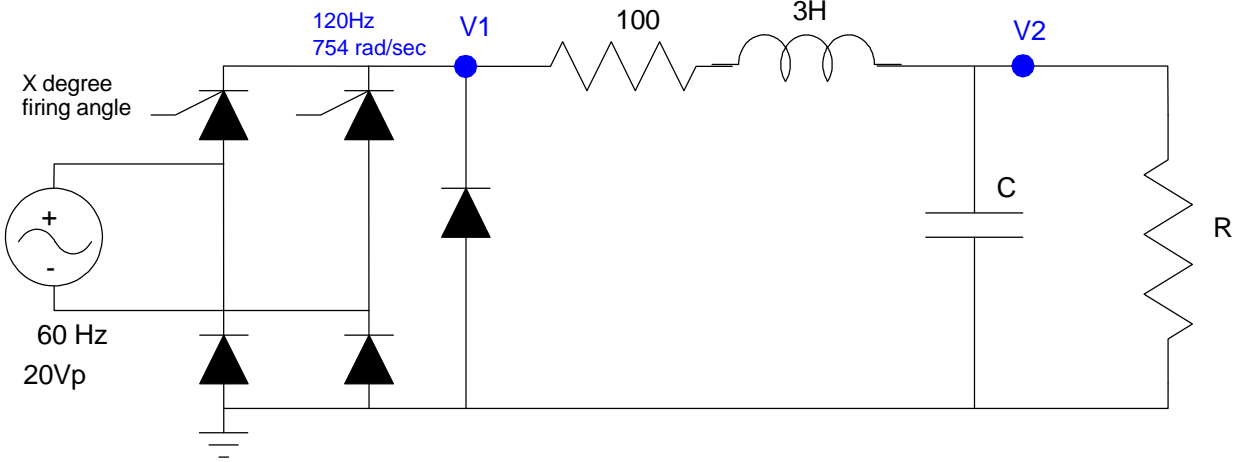 120Hz
754 rad/sec
V1
100
3H
V2
X degree
firing angle
+
-
C
R
60 Hz
20Vp